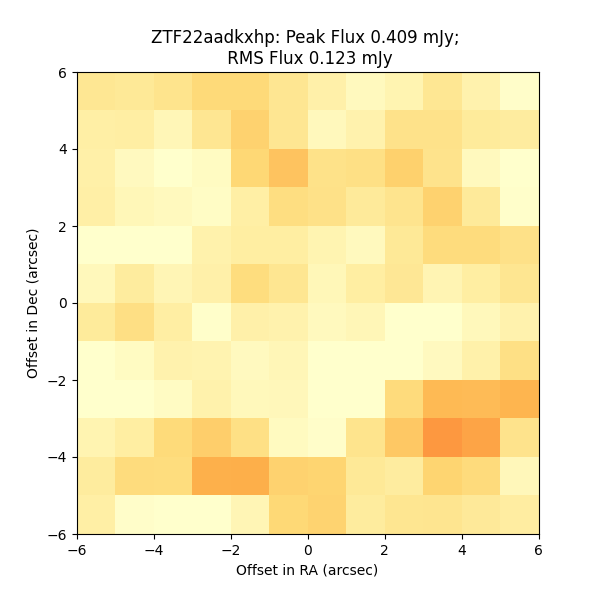 ZTF22aadkxhp: Peak Flux 0.409 mJy;
RMS Flux 0.123 mJy
6
4
2
0
−2
−4
−6
Offset in Dec (arcsec)
−6 −4 −2 0 2 4 6
Offset in RA (arcsec)